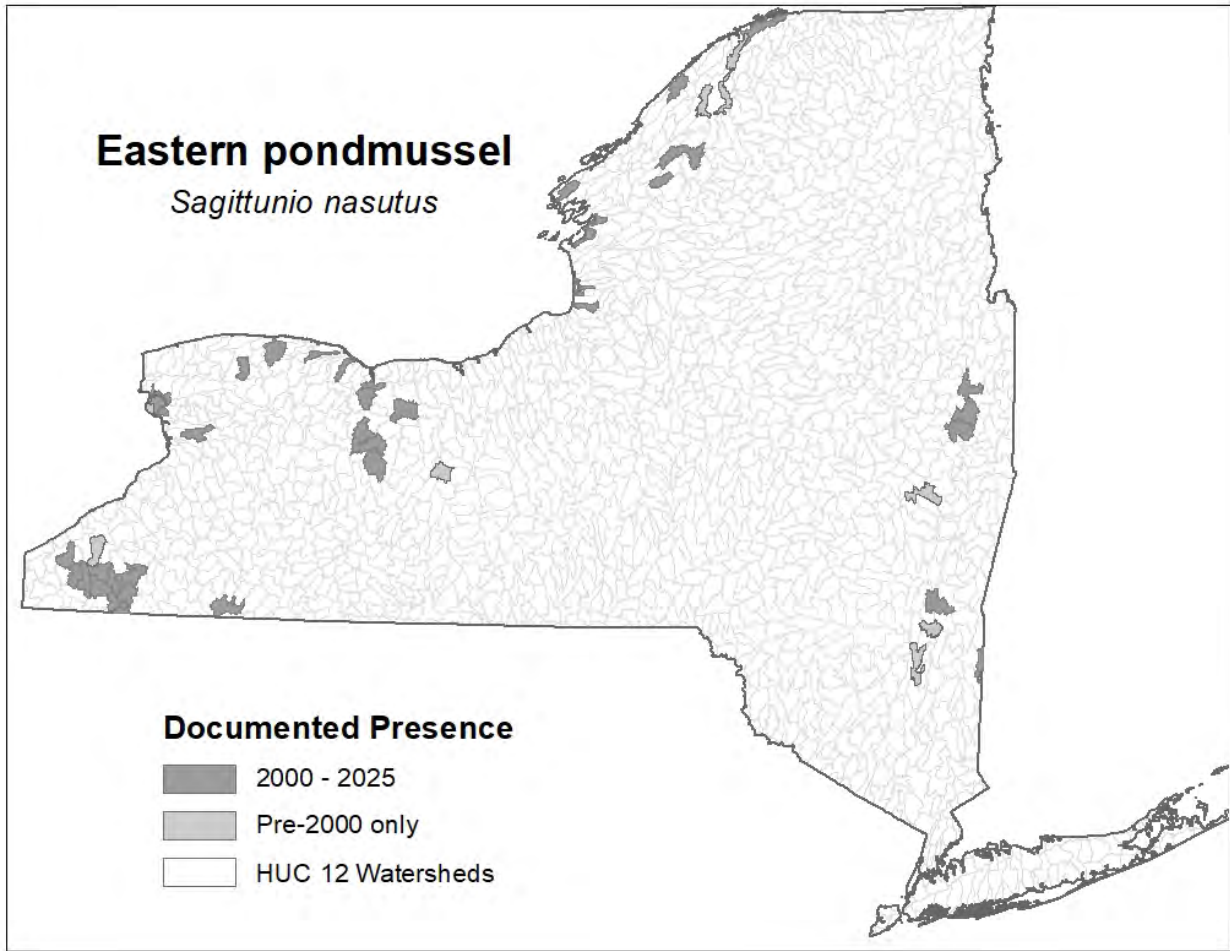 Eastern pondmussel
Sagittunio nasutus
Documented Presence
2000 - 2025
Pre-2000 only
HUC 12 Watersheds